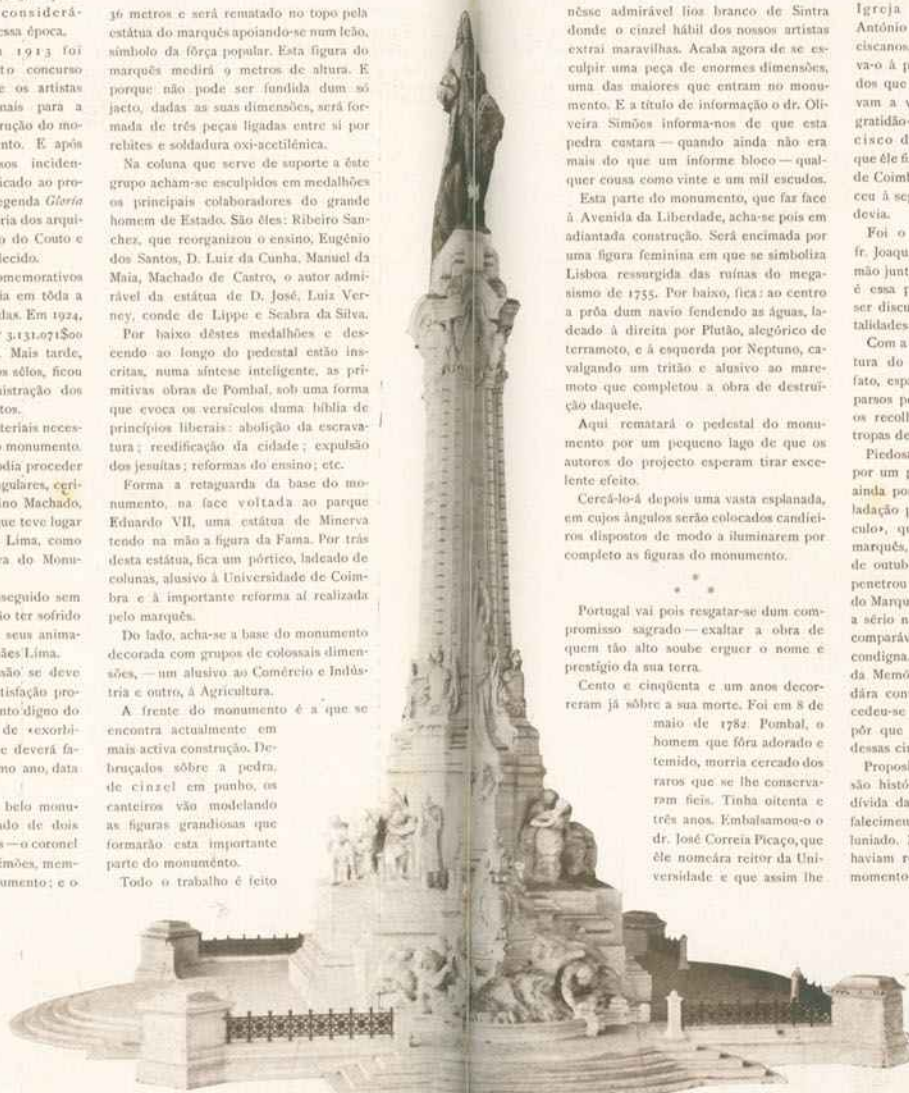 considerá-
essa época.
1913 foi
to concurso
e os artistas
nais para a
rução do mo-
nto. E após
sos inciden-
icado ao pro-
egenda Gloria
ria dos arqui-
o do Couto e
lecido.
omemorativos
ia em tôda a
das. Em 1924,
3.131.071$00
Mais tarde,
os sêlos, ficou
nistração dos
tos.
teriais neces-
o monumento.
odia proceder
gulares, ceri-
ino Machado,
que teve lugar
Lima, como
ra do Monu-
seguido sem
ão ter sofrido
seus anima-
ães Lima.
são se deve
tisfação pro-
nto digno do
de «exorbi-
e deverá fa-
mo ano, data
belo monu-
ado de dois
s — o coronel
imões, mem-
umento; e o
36 metros e será rematado no topo pela
estátua do marquês apoiando-se num leão,
símbolo da fôrça popular. Esta figura do
marquês medirá 9 metros de altura. E
porque não pode ser fundida dum só
jacto, dadas as suas dimensões, será for-
mada de três peças ligadas entre si por
rebites e soldadura oxi-acetilénica.
Na coluna que serve de suporte a êste
grupo acham-se esculpidos em medalhões
os principais colaboradores do grande
homem de Estado. São êles: Ribeiro San-
chez, que reorganizou o ensino, Eugénio
dos Santos, D. Luiz da Cunha, Manuel da
Maia, Machado de Castro, o autor admi-
rável da estátua de D. José, Luiz Ver-
ney, conde de Lippe e Seabra da Silva.
Por baixo dêstes medalhões e des-
cendo ao longo do pedestal estão ins-
critas, numa síntese inteligente, as pri-
mitivas obras de Pombal, sob uma forma
que evoca os versículos duma bíblia de
princípios liberais: abolição da escrava-
tura; reedificação da cidade; expulsão
dos jesuítas; reformas do ensino; etc.
Forma a retaguarda da base do mo-
numento, na face voltada ao parque
Eduardo VII, uma estátua de Minerva
tendo na mão a figura da Fama. Por trás
desta estátua, fica um pórtico, ladeado de
colunas, alusivo à Universidade de Coim-
bra e à importante reforma aí realizada
pelo marquês.
Do lado, acha-se a base do monumento
decorada com grupos de colossais dimen-
sões, — um alusivo ao Comércio e Indús-
tria e outro, à Agricultura.
A frente do monumento é a que se
encontra actualmente em
mais activa construção. De-
bruçados sôbre a pedra,
de cinzel em punho, os
canteiros vão modelando
as figuras grandiosas que
formarão esta importante
parte do monumento.
Todo o trabalho é feito
nêsse admirável lioz branco de Sintra
donde o cinzel hábil dos nossos artistas
extrai maravilhas. Acaba agora de se es-
culpir uma peça de enormes dimensões,
uma das maiores que entram no monu-
mento. E a título de informação o dr. Oli-
veira Simões informa-nos de que esta
pedra custara — quando ainda não era
mais do que um informe bloco — qual-
quer cousa como vinte e um mil escudos.
Esta parte do monumento, que faz face
à Avenida da Liberdade, acha-se pois em
adiantada construção. Será encimada por
uma figura feminina em que se simboliza
Lisboa ressurgida das ruínas do mega-
sismo de 1755. Por baixo, fica: ao centro
a prôa dum navio fendendo as águas, la-
deado à direita por Plutão, alegórico de
terramoto, e à esquerda por Neptuno, ca-
valgando um tritão e alusivo ao mare-
moto que completou a obra de destrui-
ção daquele.
Aqui rematará o pedestal do monu-
mento por um pequeno lago de que os
autores do projecto esperam tirar exce-
lente efeito.
Cercá-lo-á depois uma vasta esplanada,
em cujos ângulos serão colocados candiei-
ros dispostos de modo a iluminarem por
completo as figuras do monumento.
* * *
Portugal vai pois resgatar-se dum com-
promisso sagrado — exaltar a obra de
quem tão alto soube erguer o nome e
prestígio da sua terra.
Cento e cinqüenta e um anos decor-
reram já sôbre a sua morte. Foi em 8 de
maio de 1782. Pombal, o
homem que fôra adorado e
temido, morria cercado dos
raros que se lhe conserva-
ram fieis. Tinha oitenta e
três anos. Embalsamou-o o
dr. José Correia Picaço, que
êle nomeára reitor da Uni-
versidade e que assim lhe
Igreja
António
ciscanos.
va-o à p
dos que
vam a v
gratidão
cisco d
que êle fi
de Coimb
ceu à se
devia.
Foi o
fr. Joaqu
mão junt
é essa p
ser discu
talidades
Com a
tura do
fato, esp
parsos p
os recolh
tropas de
Piedosa
por um p
ainda po
ladação p
culo», qu
marquês,
de outub
penetrou
do Marqu
a sério n
comparáv
condigna.
da Memó
dára con
cedeu-se
pôr que
dessas cir
Proposi
são histó
dívida da
falecimeu
luniado.
haviam r
momento